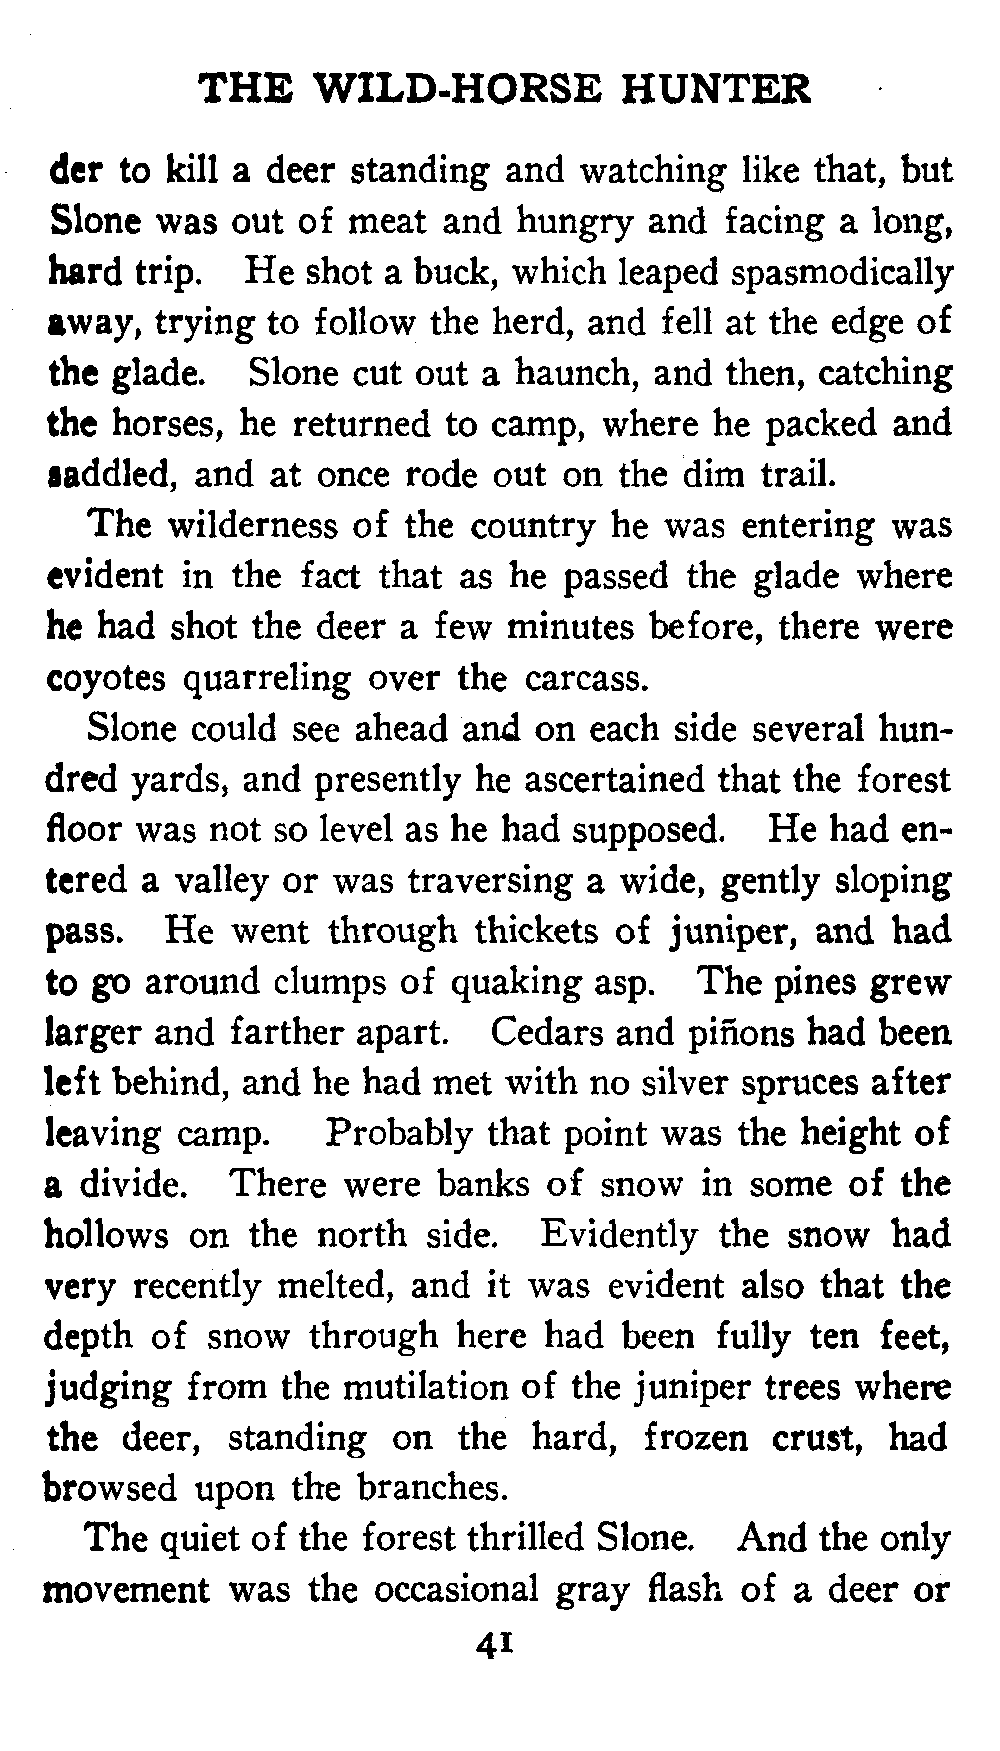 THE WILD-HORSE HUNTER
der to kill a deer standing and watching like that, but
Slone was out of meat and hungry and facing a long,
hard trip. He shot a buck, which leaped spasmodically
away, trying to follow the herd, and fell at the edge of
the glade. Slone cut out a haunch, and then, catching
the horses, he returned to camp, where he packed and
saddled, and at once rode out on the dim trail.
The wilderness of the country he was entering was
evident in the fact that as he passed the glade where
he had shot the deer a few minutes before, there were
coyotes quarreling over the carcass.
Slone could see ahead and on each side several hun-
dred yards, and presently he ascertained that the forest
floor was not so level as he had supposed. He had en-
tered a valley or was traversing a wide, gently sloping
pass. He went through thickets of juniper, and had
to go around clumps of quaking asp. The pines grew
larger and farther apart. Cedars and piñons had been
left behind, and he had met with no silver spruces after
leaving camp. Probably that point was the height of
a divide. There were banks of snow in some of the
hollows on the north side. Evidently the snow had
very recently melted, and it was evident also that the
depth of snow through here had been fully ten feet,
judging from the mutilation of the juniper trees where
the deer, standing on the hard, frozen crust, had
browsed upon the branches.
The quiet of the forest thrilled Slone. And the only
movement was the occasional gray flash of a deer or
41